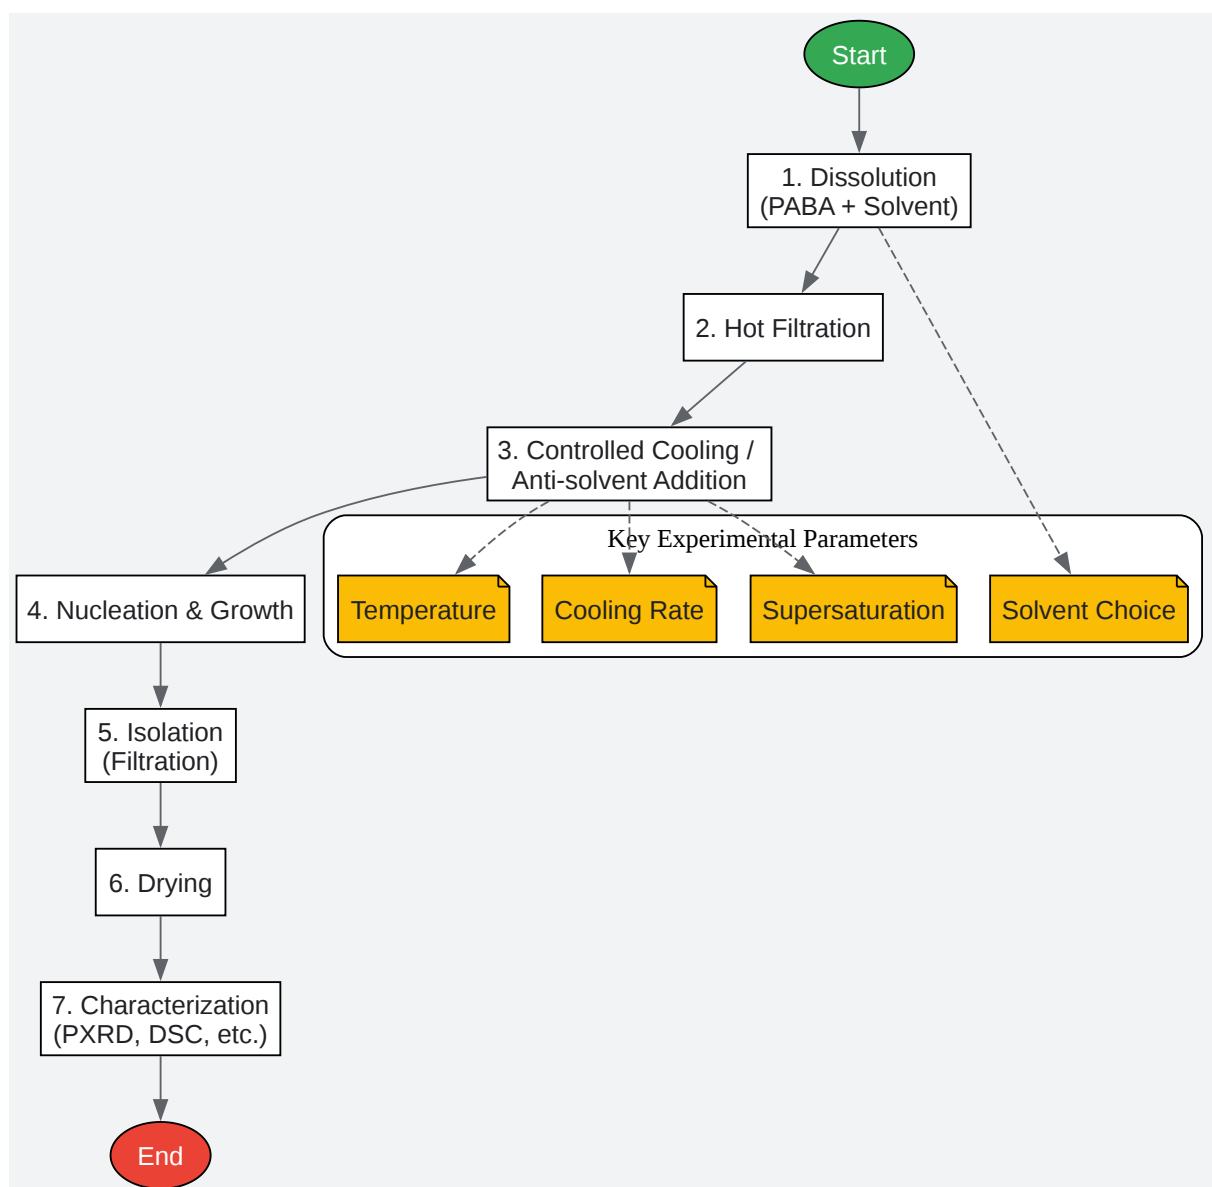 Start
1. Dissolution
(PABA + Solvent)
2. Hot Filtration
3. Controlled Cooling /
Anti-solvent Addition
Key Experimental Parameters
4. Nucleation & Growth
Temperature
Cooling Rate
Supersaturation
Solvent Choice
5. Isolation
(Filtration)
6. Drying
7. Characterization
(PXRD, DSC, etc.)
End